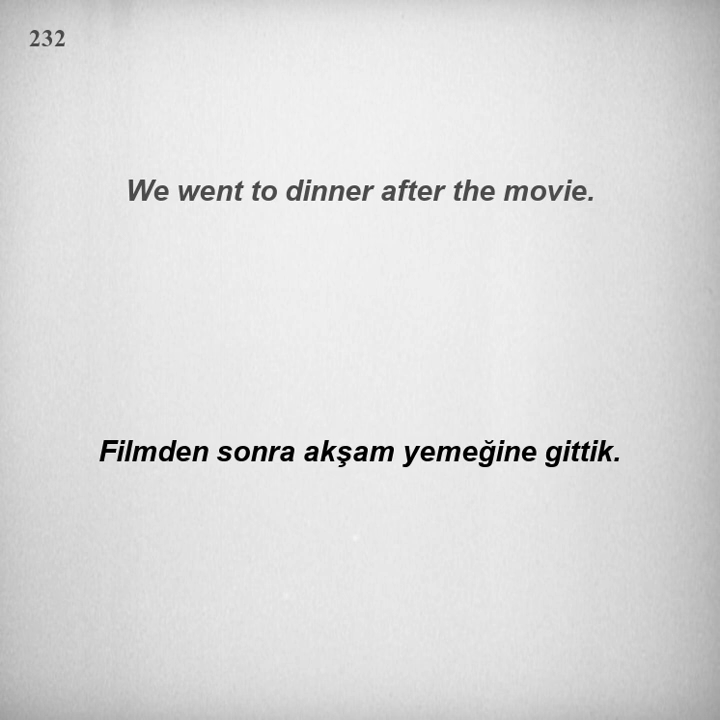 232
We went to dinner after the movie.
Filmden sonra akşam yemeğine gittik.